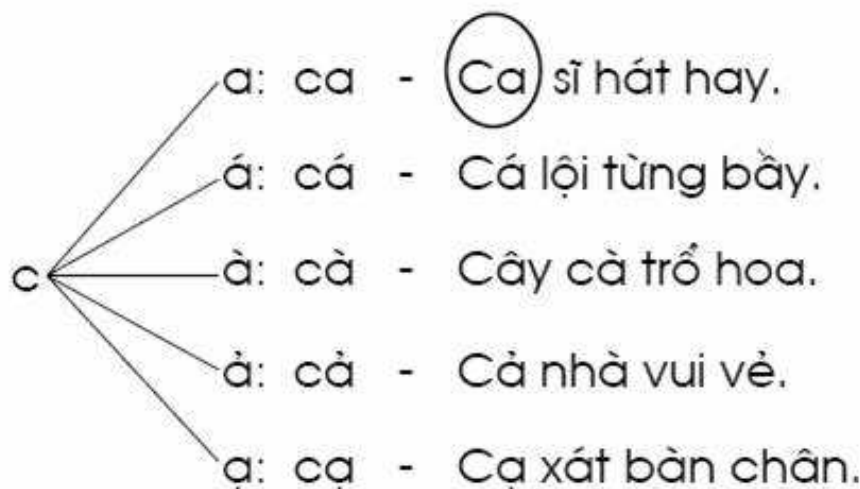 a: ca - Ca sĩ hát hay.
á: cá - Cá lội từng bầy.
c à: cà - Cây cà trổ hoa.
ả: cả - Cả nhà vui vẻ.
ạ: cạ - Cạ xát bàn chân.